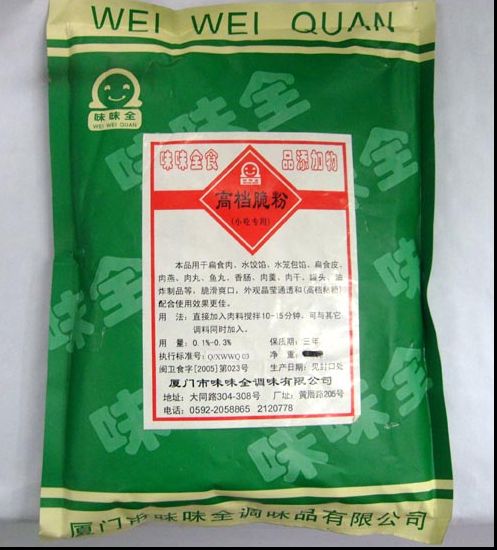 WEI WEI QUAN
味味全
WEI WEI QUAN
味味全
味味全食 品添加物
高档脆粉
(小吃专用)
本品用于扁食肉、水饺馅、水笼包馅、扁食皮、
肉燕、肉丸、鱼丸、香肠、肉羹、肉干、罐头、油
炸制品等，脆滑爽口，外观晶莹通透和(高档粘糖)
配合使用效果更佳。
用 法：直接加入肉料搅拌10-15分钟，可与其它
调料同时加入。
用 量：0.1%-0.3% 保质期：三年
执行标准号：Q/XWWQ 03 净 重：
闽卫食字[2005]第023号 生产日期：见封口处
厦门市味味全调味有限公司
地址：大同路304-308号 厂址：黄厝路205号
电话：0592-2058865 2120778
味味全
味味全
厦门市味味全调味品有限公司